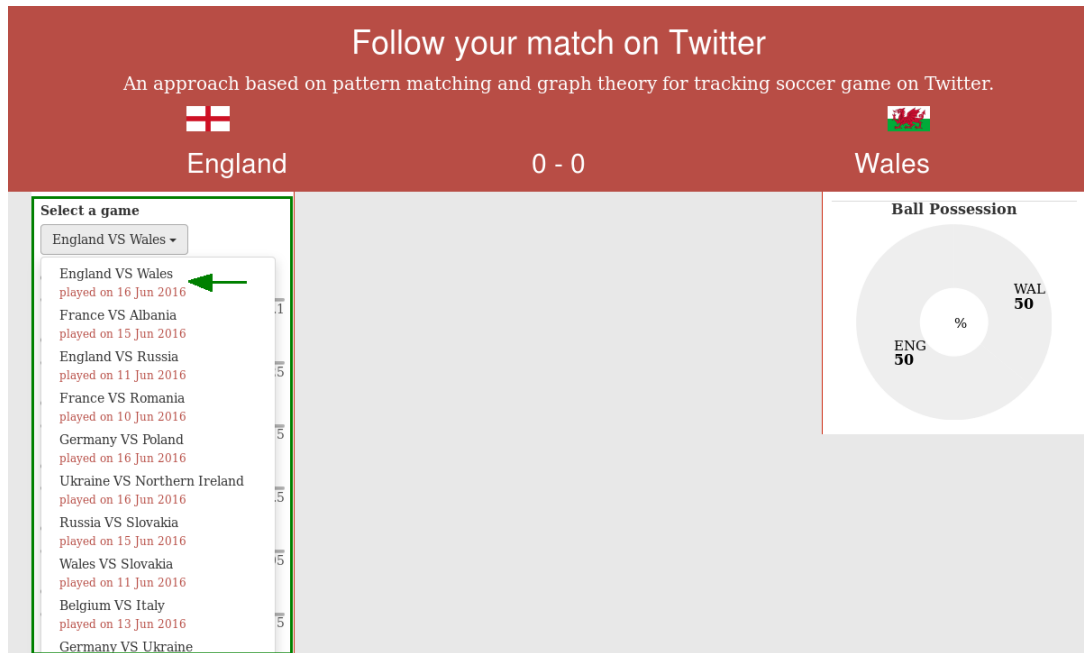 Follow your match on Twitter
An approach based on pattern matching and graph theory for tracking soccer game on Twitter.
England
0 - 0
Wales
Select a game
England VS Wales
England VS Wales
played on 16 Jun 2016
France VS Albania
played on 15 Jun 2016
England VS Russia
played on 11 Jun 2016
France VS Romania
played on 10 Jun 2016
Germany VS Poland
played on 16 Jun 2016
Ukraine VS Northern Ireland
played on 16 Jun 2016
Russia VS Slovakia
played on 15 Jun 2016
Wales VS Slovakia
played on 11 Jun 2016
Belgium VS Italy
played on 13 Jun 2016
Germany VS Ukraine
Ball Possession
WAL
50
%
ENG
50